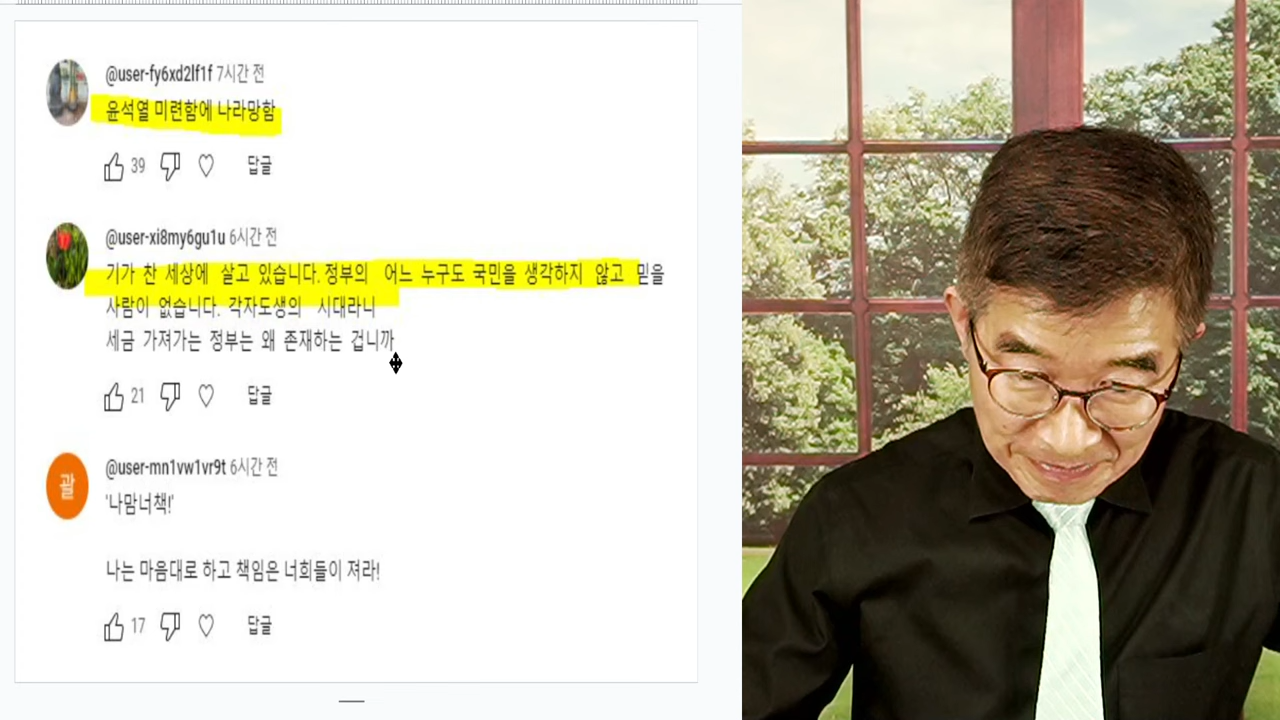 @user-fy6xd2lf1f 7시간 전
윤석열 미련함에 나라망함
39 답글
@user-xi8my6gu1u 6시간 전
기가 찬 세상에 살고 있습니다. 정부의 어느 누구도 국민을 생각하지 않고 믿을
사람이 없습니다. 각자도생의 시대라니
세금 가져가는 정부는 왜 존재하는 겁니까
21 답글
괄
@user-mn1vw1vr9t 6시간 전
'나맘너책!'
나는 마음대로 하고 책임은 너희들이 져라!
17 답글